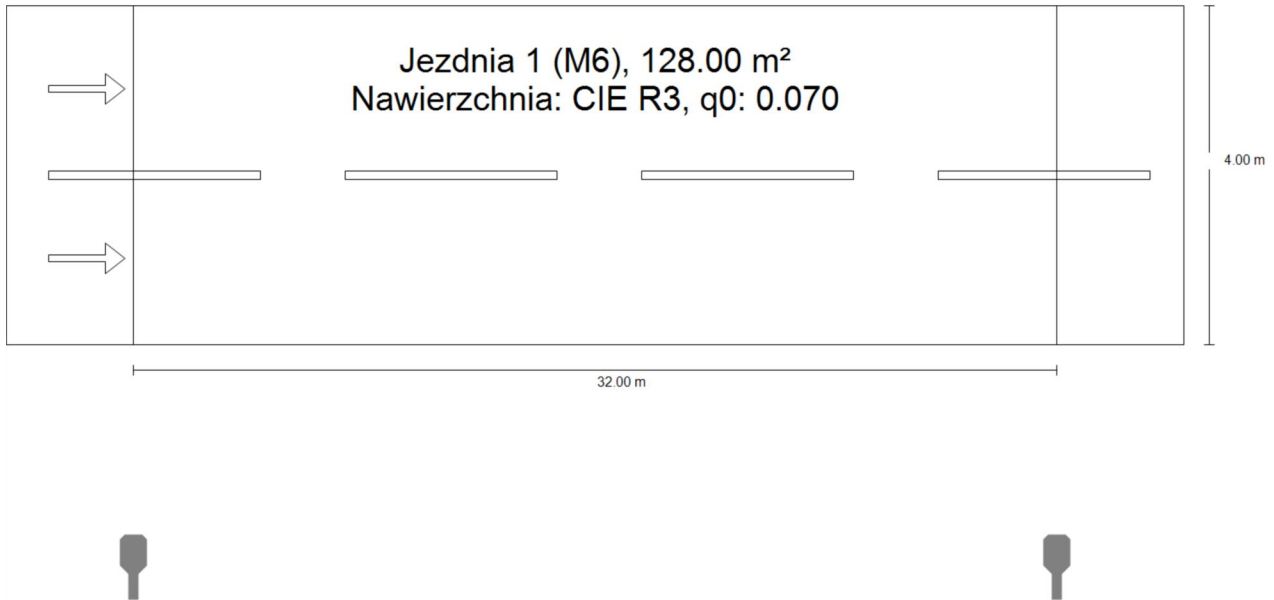 Jezdnia 1 (M6), 128.00 m²
Nawierzchnia: CIE R3, q0: 0.070
4.00 m
32.00 m